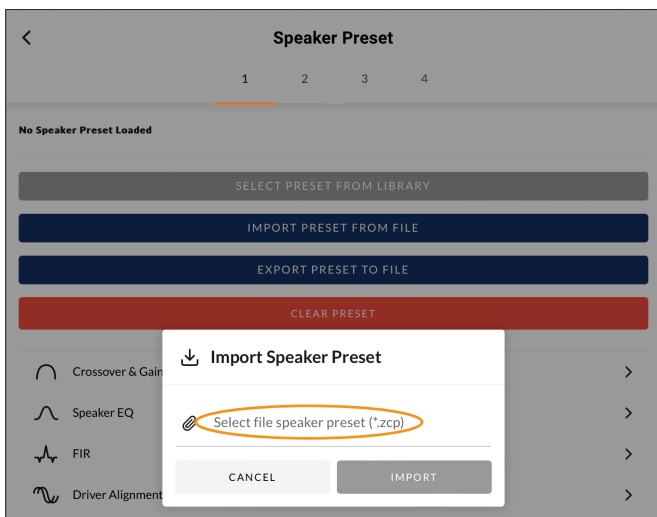 Speaker Preset
1 2 3 4
No Speaker Preset Loaded
SELECT PRESET FROM LIBRARY
IMPORT PRESET FROM FILE
EXPORT PRESET TO FILE
CLEAR PRESET
Import Speaker Preset
Crossover & Gain
Speaker EQ
Select file speaker preset (*.zcp)
FIR
CANCEL IMPORT
Driver Alignment